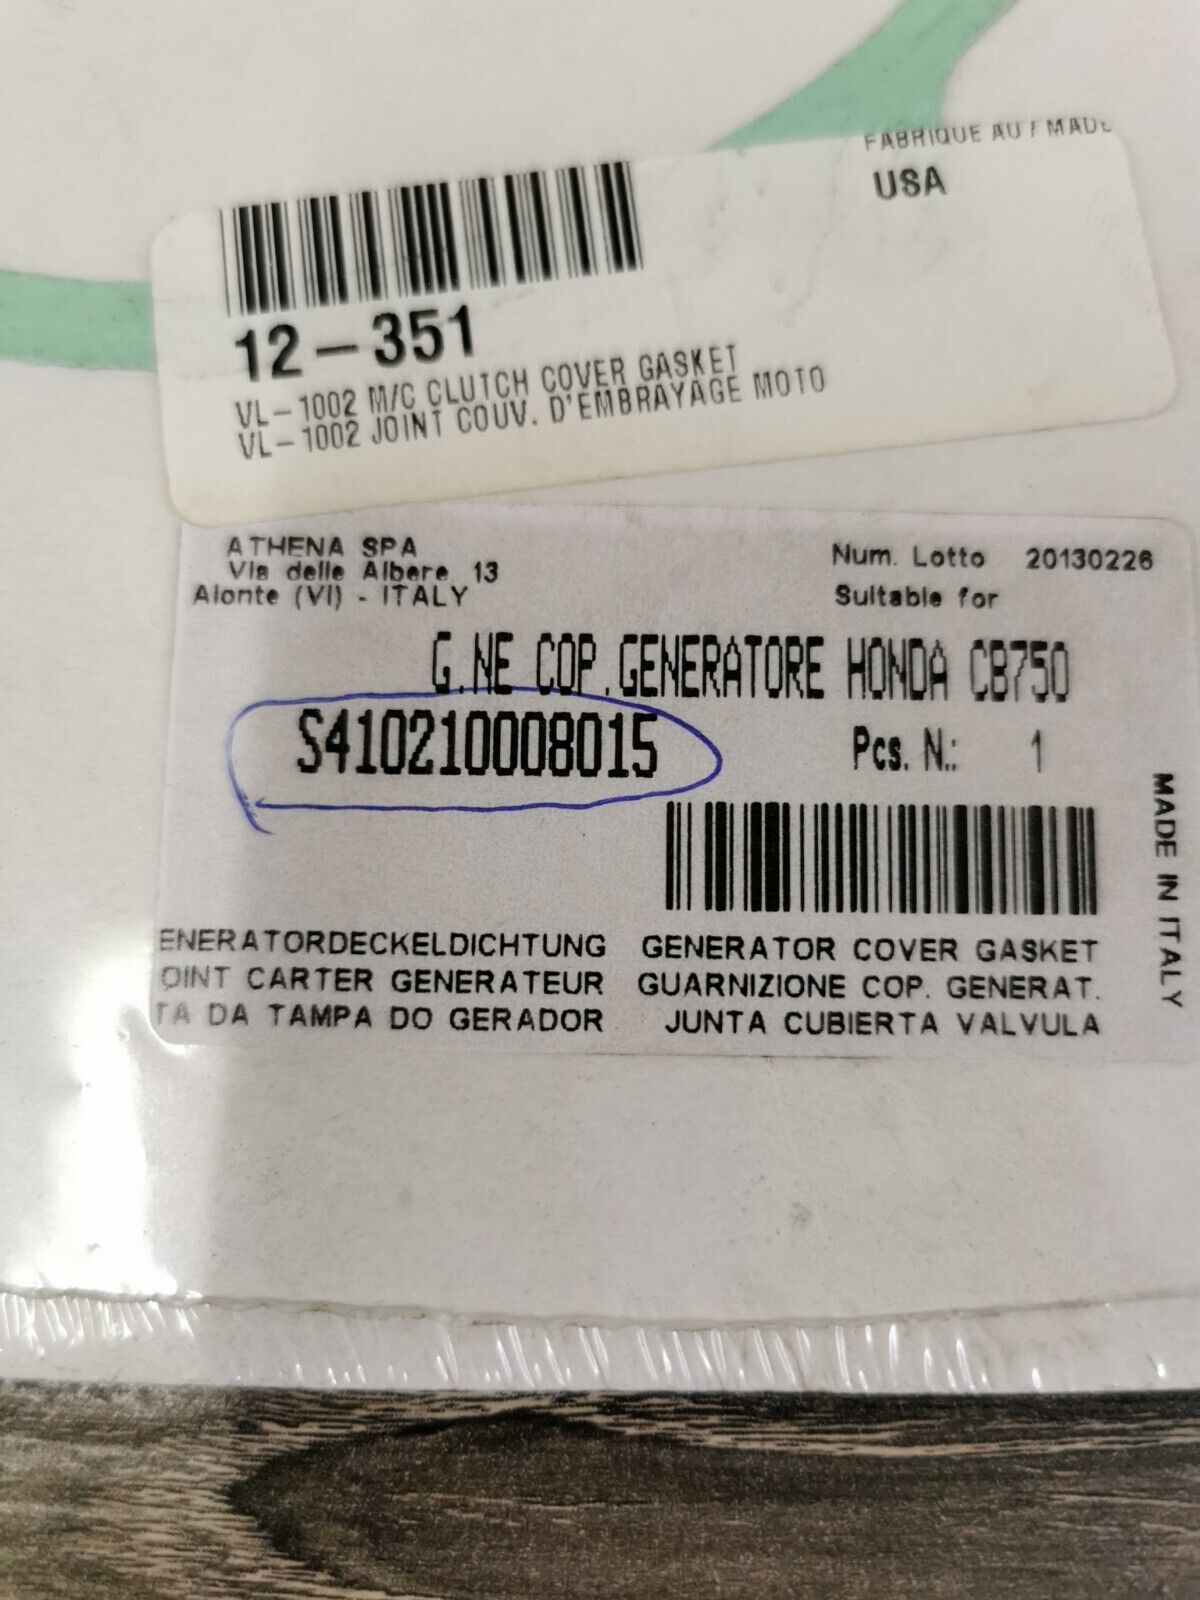 FABRIQUE AU / MADE
USA
12-351
VL-1002 M/C CLUTCH COVER GASKET
VL-1002 JOINT COUV. D'EMBRAYAGE MOTO
ATHENA SPA
Via delle Albere, 13
Alonte (VI) - ITALY
Num. Lotto 20130226
Suitable for
G.NE COP.GENERATORE HONDA CB750
S410210008015
Pcs. N.: 1
MADE IN ITALY
ENERATORDECKELDICHTUNG GENERATOR COVER GASKET
OINT CARTER GENERATEUR GUARNIZIONE COP. GENERAT.
TA DA TAMPA DO GERADOR JUNTA CUBIERTA VALVULA